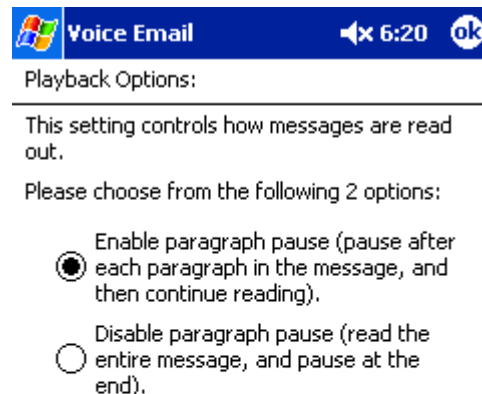 Voice Email 6:20 ok
Playback Options:
This setting controls how messages are read
out.
Please choose from the following 2 options:
Enable paragraph pause (pause after
each paragraph in the message, and
then continue reading).
Disable paragraph pause (read the
entire message, and pause at the
end).